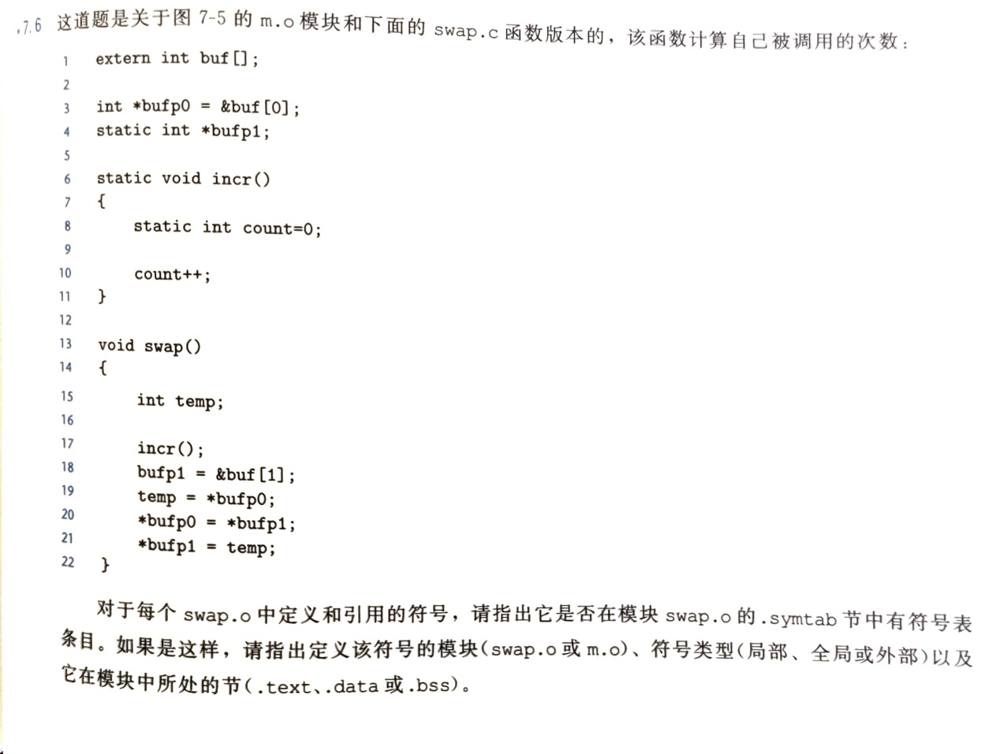 .7.6 这道题是关于图 7-5 的 m.o 模块和下面的 swap.c 函数版本的，该函数计算自己被调用的次数：
1 extern int buf[];
2
3 int *bufp0 = &buf[0];
4 static int *bufp1;
5
6 static void incr()
7 {
8 static int count=0;
9
10 count++;
11 }
12
13 void swap()
14 {
15 int temp;
16
17 incr();
18 bufp1 = &buf[1];
19 temp = *bufp0;
20 *bufp0 = *bufp1;
21 *bufp1 = temp;
22 }
对于每个 swap.o 中定义和引用的符号，请指出它是否在模块 swap.o 的.symtab 节中有符号表
条目。如果是这样，请指出定义该符号的模块(swap.o 或 m.o)、符号类型(局部、全局或外部)以及
它在模块中所处的节(.text、.data 或.bss)。